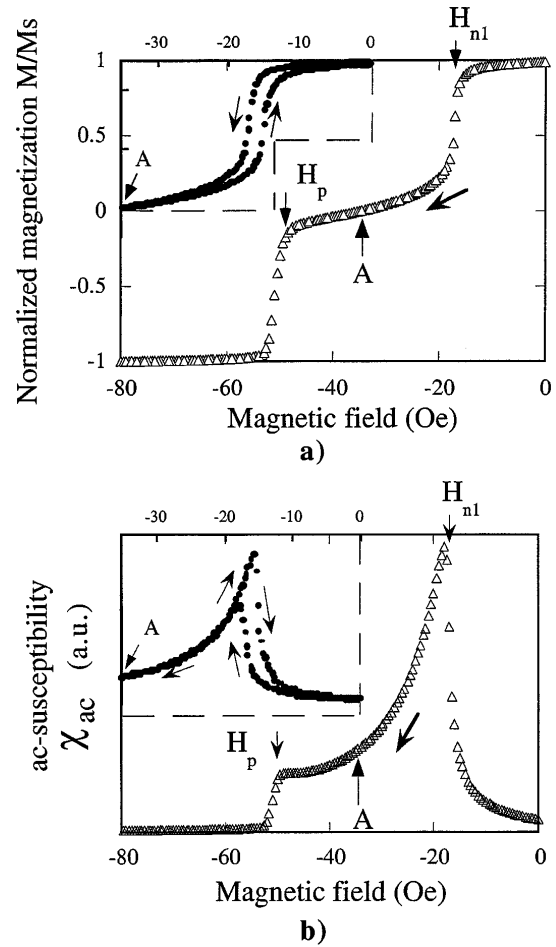 -30 -20 -10 0
H n1
1
0.5
0
-0.5
-1
Normalized magnetization M/Ms
A
H p
A
-80 -60 -40 -20 0
Magnetic field (Oe)
a)
-30 -20 -10 0
H n1
ac-susceptibility
χ ac (a.u.)
A
H p
A
-80 -60 -40 -20 0
Magnetic field (Oe)
b)